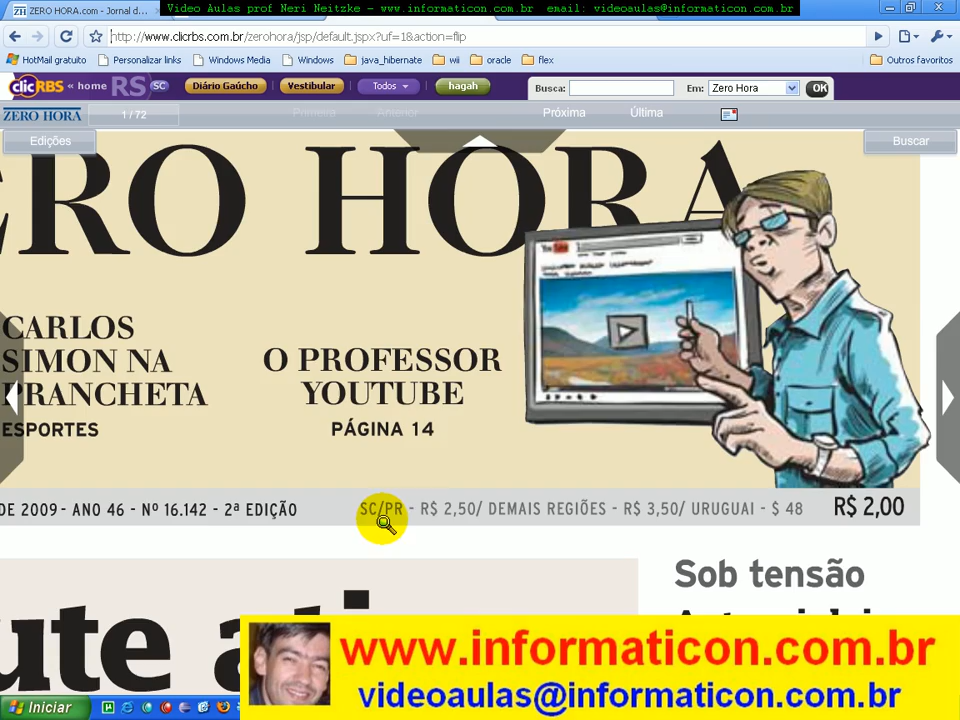 ZERO HORA.com - Jornal d...
Video Aulas prof Neri Neitzke - www.informaticon.com.br email: videoaulas@informaticon.com.br
http://www.clicrbs.com.br/zerohora/jsp/default.jspx?uf=1&action=flip
HotMail gratuito
Personalizar links
Windows Media
Windows
java_hibernate
wii
oracle
flex
Outros favoritos
clicRBS « home RS SC
Diário Gaúcho
Vestibular
Todos
hagah
Busca:
Em:
Zero Hora
OK
ZERO HORA
1 / 72
Primeira
Anterior
Próxima
Última
Edições
Buscar
ERO HORA
CARLOS
SIMON NA
PRANCHETA
ESPORTES
O PROFESSOR
YOUTUBE
PÁGINA 14
You Tube
DE 2009 - ANO 46 - Nº 16.142 - 2ª EDIÇÃO
SC/PR - R$ 2,50/ DEMAIS REGIÕES - R$ 3,50/ URUGUAI - $ 48
R$ 2,00
Sob tensão
www.informaticon.com.br
videoaulas@informaticon.com.br
Iniciar